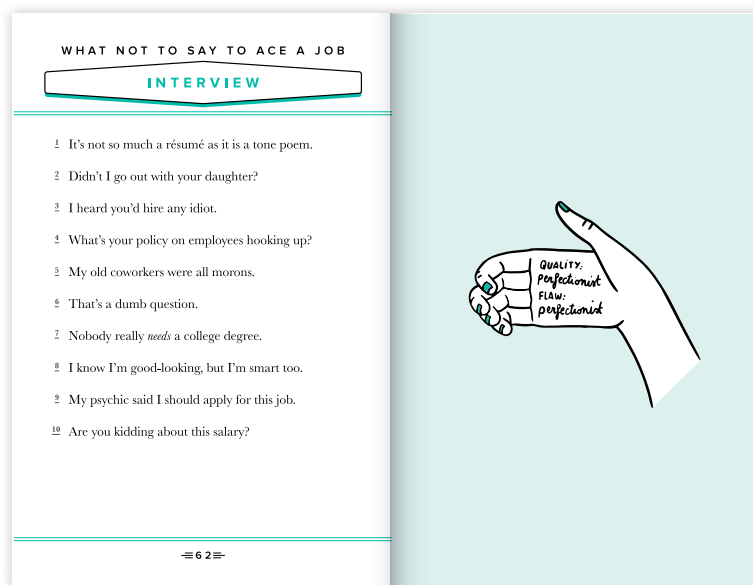 WHAT NOT TO SAY TO ACE A JOB
INTERVIEW
1 It's not so much a résumé as it is a tone poem.
2 Didn't I go out with your daughter?
3 I heard you'd hire any idiot.
4 What's your policy on employees hooking up?
5 My old coworkers were all morons.
6 That's a dumb question.
7 Nobody really needs a college degree.
8 I know I'm good-looking, but I'm smart too.
9 My psychic said I should apply for this job.
10 Are you kidding about this salary?
62
QUALITY:
perfectionist
FLAW:
perfectionist